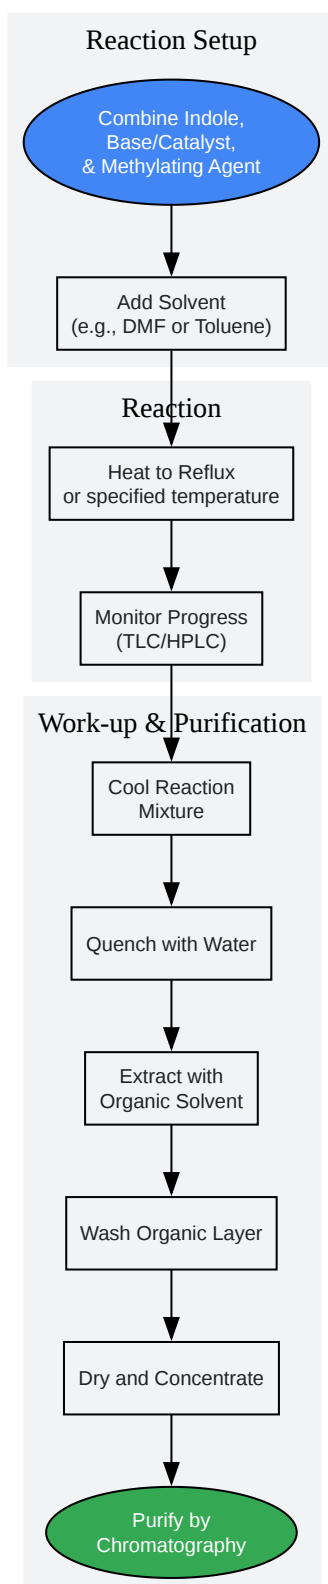 Reaction Setup
Combine Indole,
Base/Catalyst,
& Methylating Agent
Add Solvent
(e.g., DMF or Toluene)
Reaction
Heat to Reflux
or specified temperature
Monitor Progress
(TLC/HPLC)
Work-up & Purification
Cool Reaction
Mixture
Quench with Water
Extract with
Organic Solvent
Wash Organic Layer
Dry and Concentrate
Purify by
Chromatography